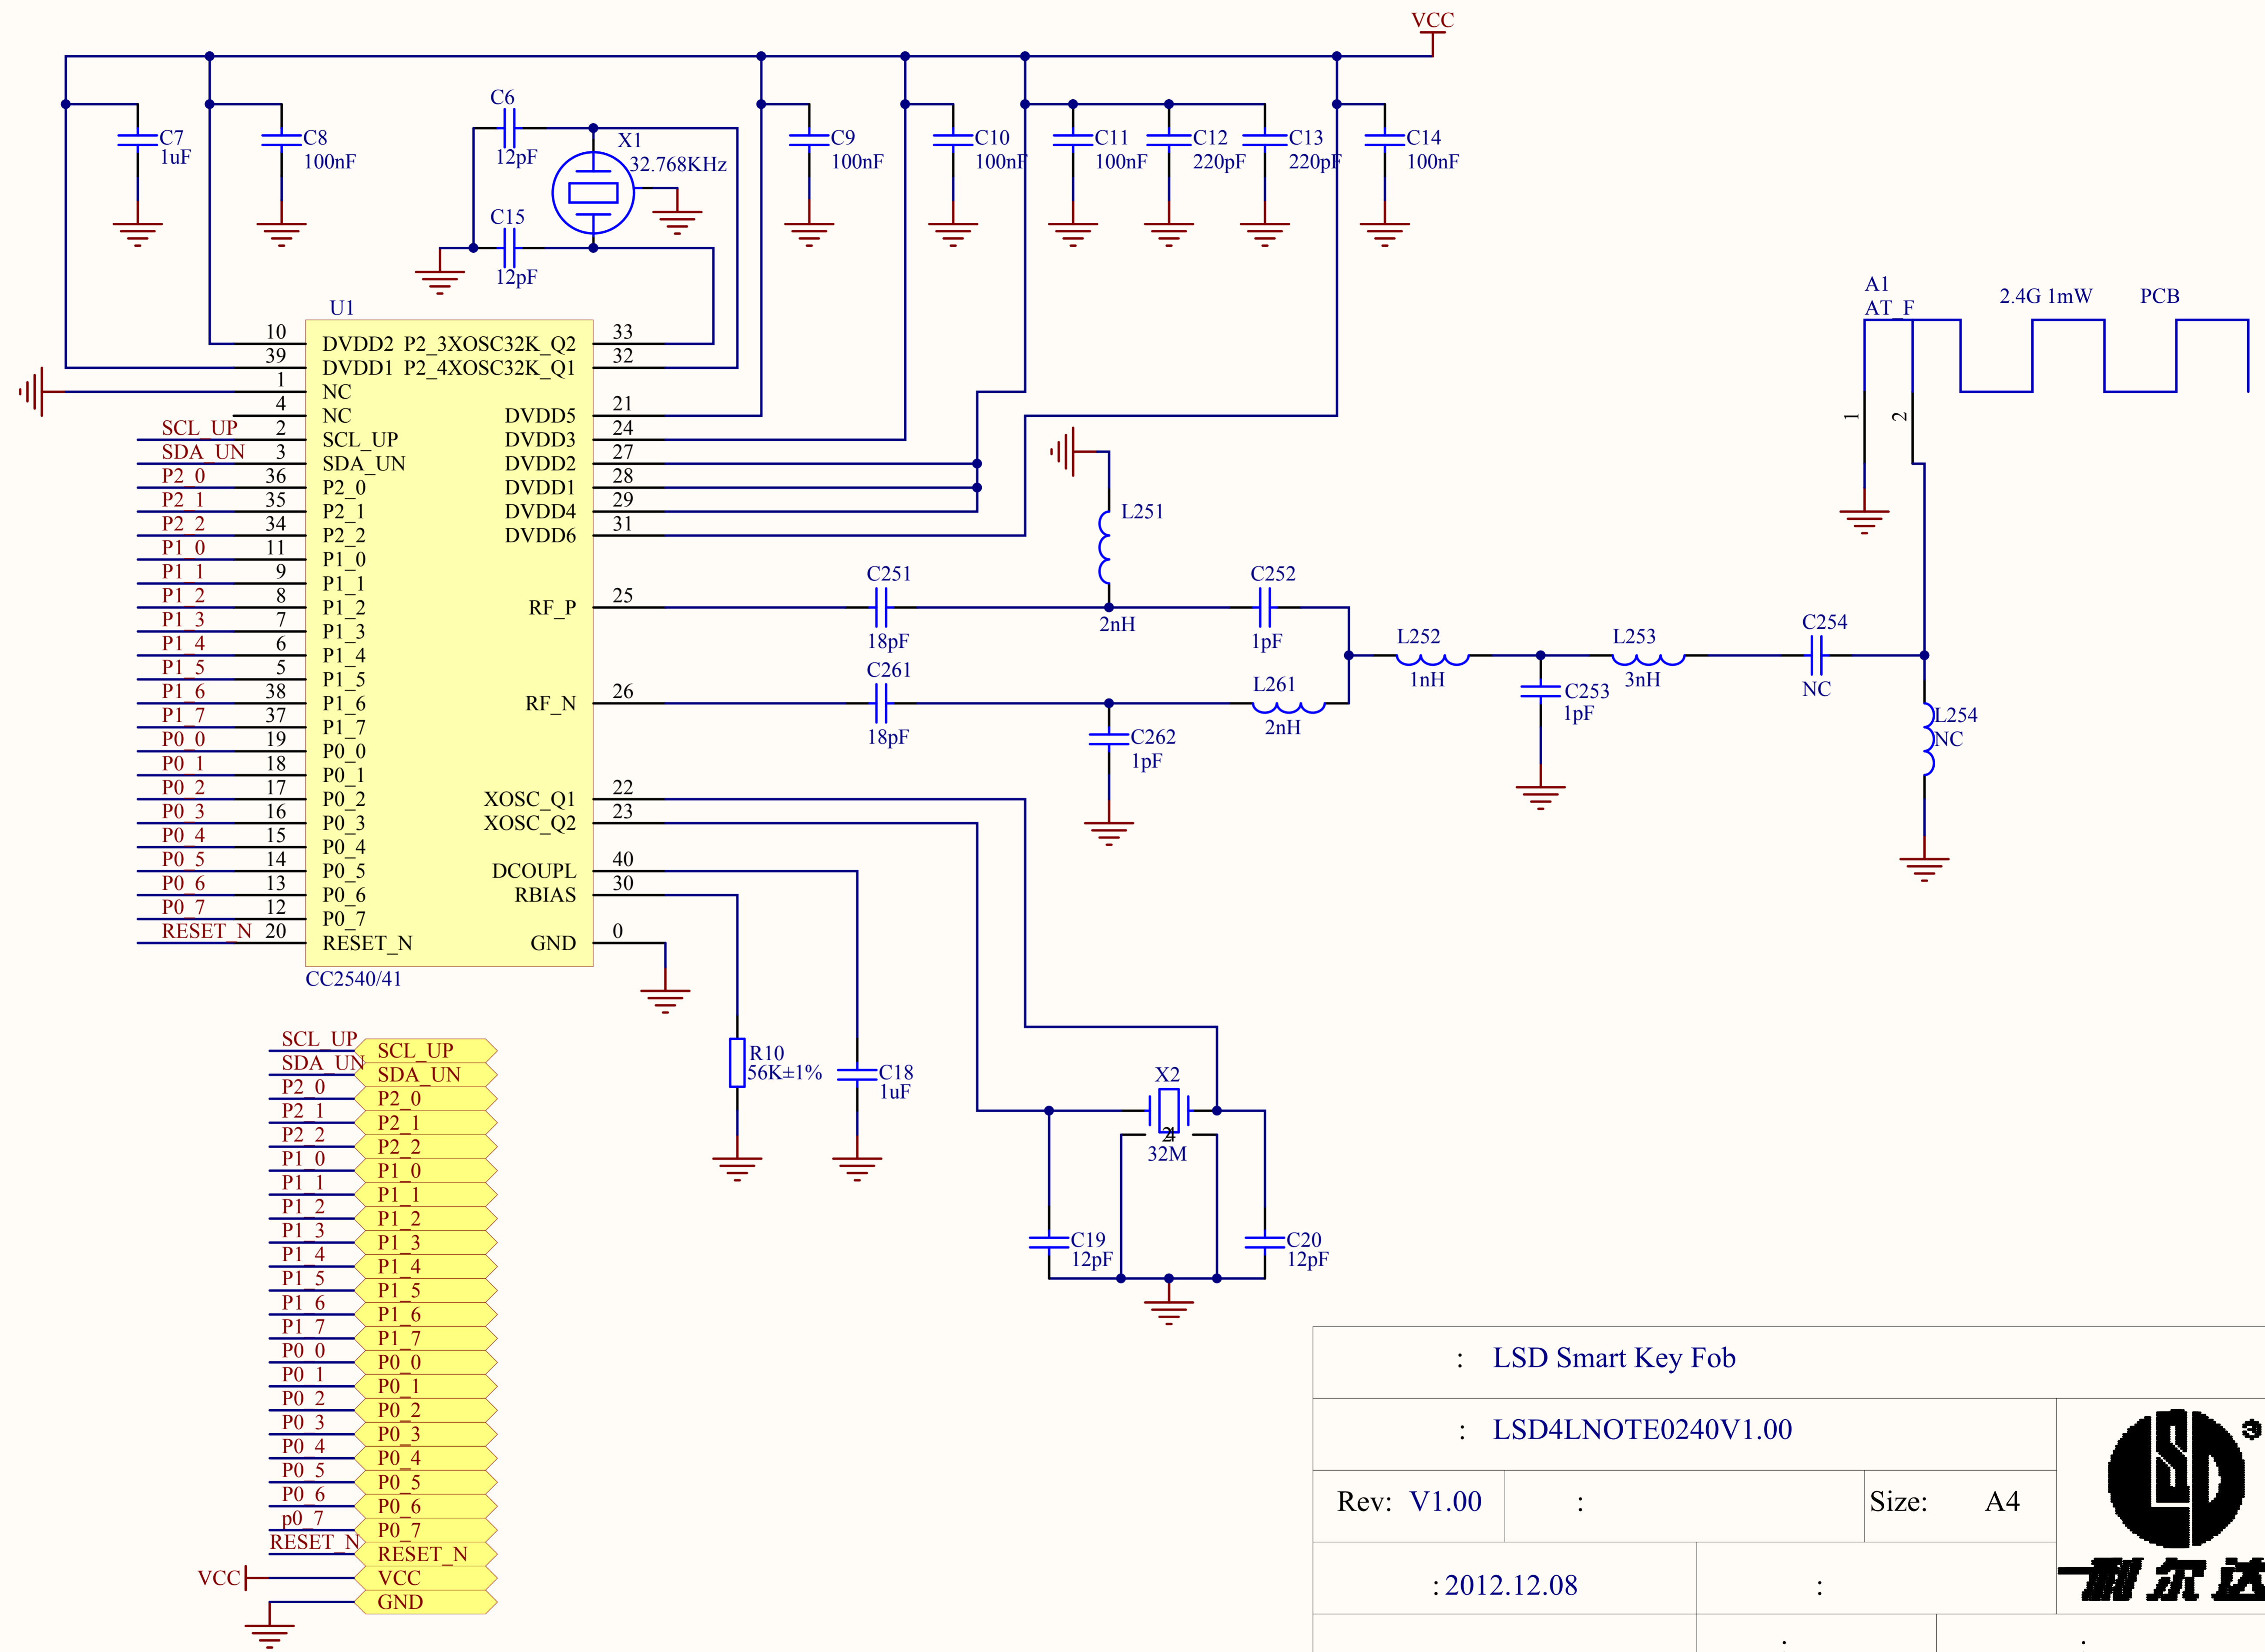 VCC
C7
1uF
C8
100nF
C6
12pF
X1
32.768KHz
C15
12pF
C9
100nF
C10
100nF
C11
100nF
C12
220pF
C13
220pF
C14
100nF
A1
AT_F
2.4G 1mW PCB
1
2
U1
10 DVDD2 P2_3XOSC32K_Q2 33
39 DVDD1 P2_4XOSC32K_Q1 32
1 NC
4 NC DVDD5 21
SCL_UP 2 SCL_UP DVDD3 24
SDA_UN 3 SDA_UN DVDD2 27
P2_0 36 P2_0 DVDD1 28
P2_1 35 P2_1 DVDD4 29
P2_2 34 P2_2 DVDD6 31
P1_0 11 P1_0
P1_1 9 P1_1
P1_2 8 P1_2 RF_P 25
P1_3 7 P1_3
P1_4 6 P1_4
P1_5 5 P1_5
P1_6 38 P1_6 RF_N 26
P1_7 37 P1_7
P0_0 19 P0_0
P0_1 18 P0_1
P0_2 17 P0_2 XOSC_Q1 22
P0_3 16 P0_3 XOSC_Q2 23
P0_4 15 P0_4
P0_5 14 P0_5 DCOUPL 40
P0_6 13 P0_6 RBIAS 30
P0_7 12 P0_7
RESET_N 20 RESET_N GND 0
CC2540/41
L251
2nH
C251
18pF
C252
1pF
C261
18pF
L261
2nH
C262
1pF
L252
1nH
C253
1pF
L253
3nH
C254
NC
L254
NC
R10
56K±1%
C18
1uF
X2
24
32M
C19
12pF
C20
12pF
SCL_UP SCL_UP
SDA_UN SDA_UN
P2_0 P2_0
P2_1 P2_1
P2_2 P2_2
P1_0 P1_0
P1_1 P1_1
P1_2 P1_2
P1_3 P1_3
P1_4 P1_4
P1_5 P1_5
P1_6 P1_6
P1_7 P1_7
P0_0 P0_0
P0_1 P0_1
P0_2 P0_2
P0_3 P0_3
P0_4 P0_4
P0_5 P0_5
P0_6 P0_6
p0_7 P0_7
RESET_N RESET_N
VCC VCC
GND
: LSD Smart Key Fob
: LSD4LNOTE0240V1.00
Rev: V1.00 : Size: A4
: 2012.12.08 :
: :
LSD
®
利尔达